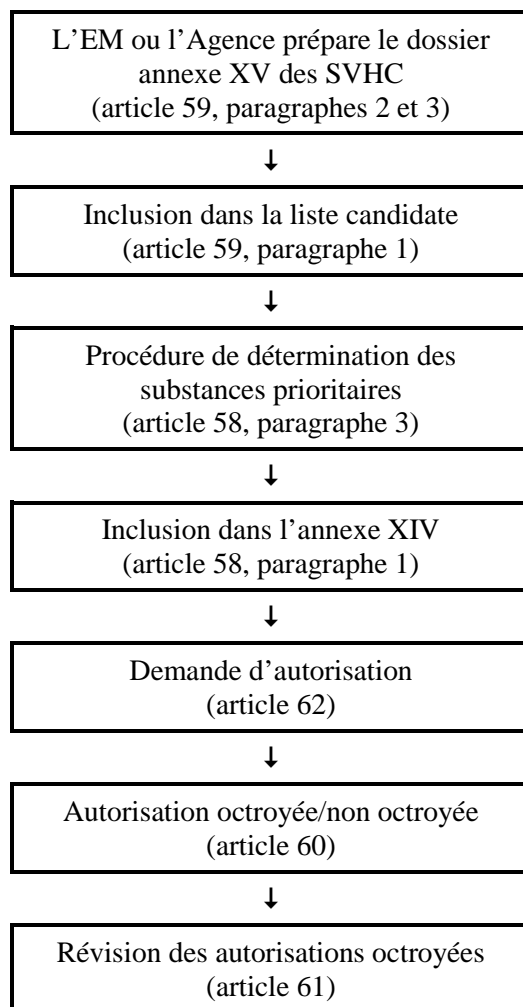 L’EM ou l’Agence prépare le dossier
annexe XV des SVHC
(article 59, paragraphes 2 et 3)
↓
Inclusion dans la liste candidate
(article 59, paragraphe 1)
↓
Procédure de détermination des
substances prioritaires
(article 58, paragraphe 3)
↓
Inclusion dans l’annexe XIV
(article 58, paragraphe 1)
↓
Demande d’autorisation
(article 62)
↓
Autorisation octroyée/non octroyée
(article 60)
↓
Révision des autorisations octroyées
(article 61)